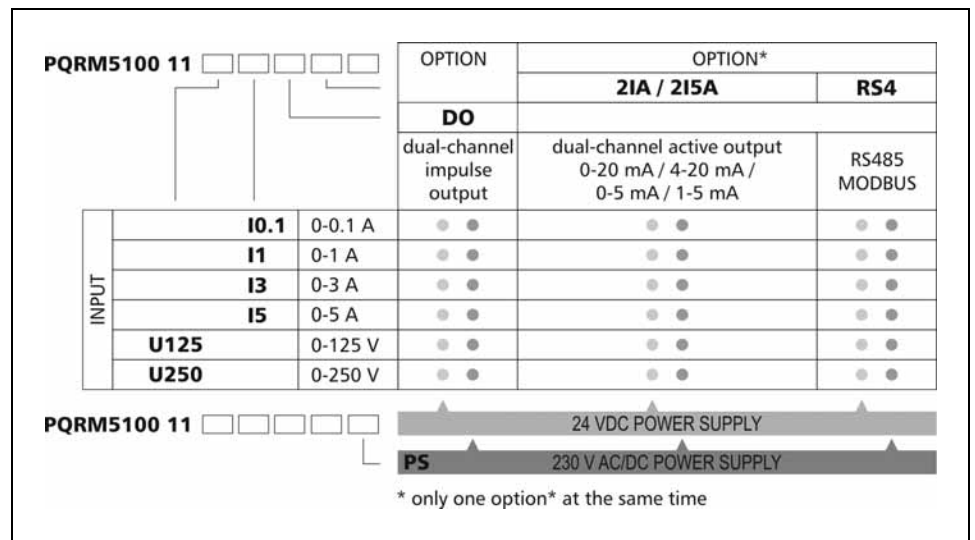 PQRM5100 11
OPTION OPTION*
2IA / 2I5A RS4
DO
dual-channel impulse output
dual-channel active output 0-20 mA / 4-20 mA / 0-5 mA / 1-5 mA
RS485 MODBUS
INPUT
I0.1 0-0.1 A
I1 0-1 A
I3 0-3 A
I5 0-5 A
U125 0-125 V
U250 0-250 V
PQRM5100 11
24 VDC POWER SUPPLY
PS 230 V AC/DC POWER SUPPLY
* only one option* at the same time